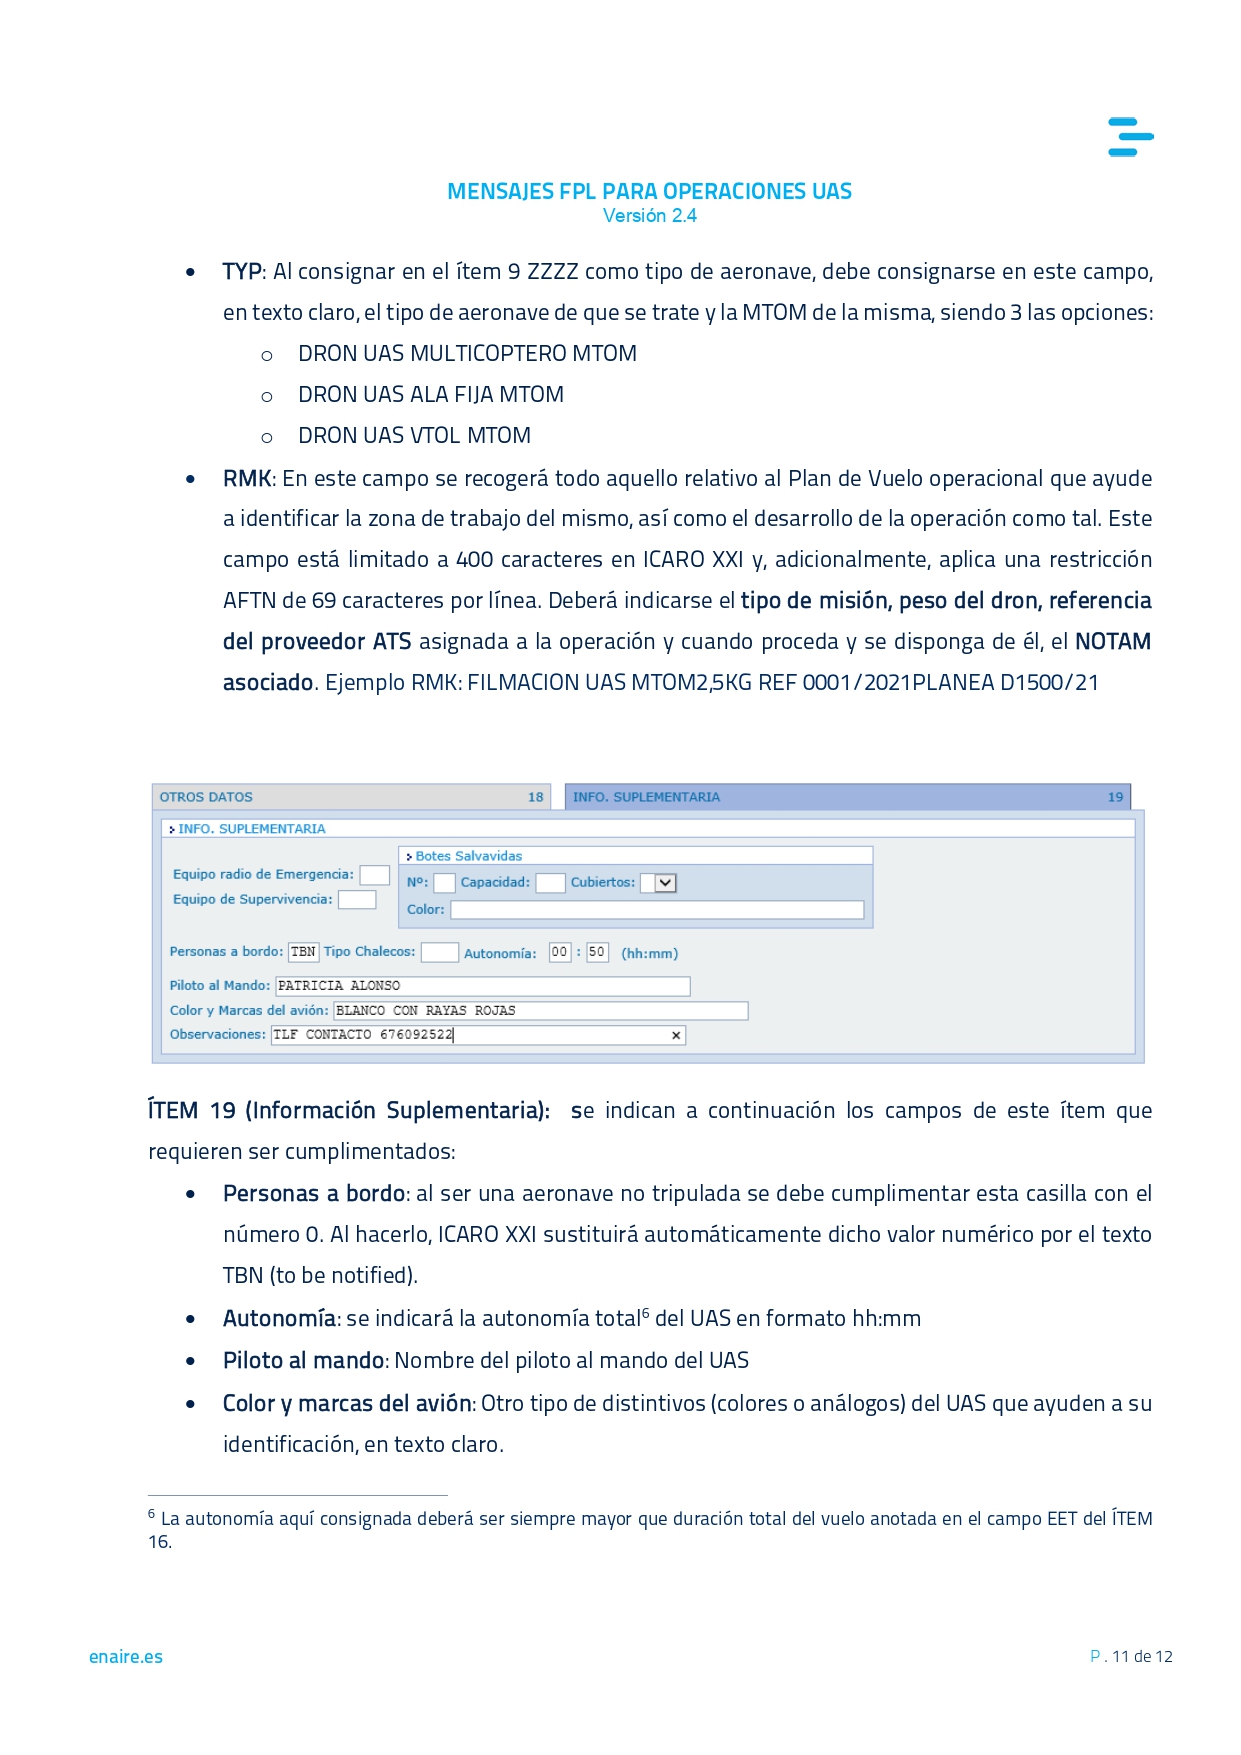 MENSAJES FPL PARA OPERACIONES UAS
Versión 2.4
• TYP: Al consignar en el ítem 9 ZZZZ como tipo de aeronave, debe consignarse en este campo,
en texto claro, el tipo de aeronave de que se trate y la MTOM de la misma, siendo 3 las opciones:
o DRON UAS MULTICOPTERO MTOM
o DRON UAS ALA FIJA MTOM
o DRON UAS VTOL MTOM
• RMK: En este campo se recogerá todo aquello relativo al Plan de Vuelo operacional que ayude
a identificar la zona de trabajo del mismo, así como el desarrollo de la operación como tal. Este
campo está limitado a 400 caracteres en ICARO XXI y, adicionalmente, aplica una restricción
AFTN de 69 caracteres por línea. Deberá indicarse el tipo de misión, peso del dron, referencia
del proveedor ATS asignada a la operación y cuando proceda y se disponga de él, el NOTAM
asociado. Ejemplo RMK: FILMACION UAS MTOM2,5KG REF 0001/2021PLANEA D1500/21
OTROS DATOS 18 INFO. SUPLEMENTARIA 19
INFO. SUPLEMENTARIA
Botes Salvavidas
Equipo radio de Emergencia:
Nº: Capacidad: Cubiertos:
Equipo de Supervivencia:
Color:
Personas a bordo: TBN Tipo Chalecos: Autonomía: 00 : 50 (hh:mm)
Piloto al Mando: PATRICIA ALONSO
Color y Marcas del avión: BLANCO CON RAYAS ROJAS
Observaciones: TLF CONTACTO 676092522
ÍTEM 19 (Información Suplementaria): se indican a continuación los campos de este ítem que
requieren ser cumplimentados:
• Personas a bordo: al ser una aeronave no tripulada se debe cumplimentar esta casilla con el
número 0. Al hacerlo, ICARO XXI sustituirá automáticamente dicho valor numérico por el texto
TBN (to be notified).
• Autonomía: se indicará la autonomía total6 del UAS en formato hh:mm
• Piloto al mando: Nombre del piloto al mando del UAS
• Color y marcas del avión: Otro tipo de distintivos (colores o análogos) del UAS que ayuden a su
identificación, en texto claro.
6 La autonomía aquí consignada deberá ser siempre mayor que duración total del vuelo anotada en el campo EET del ÍTEM
16.
enaire.es P . 11 de 12